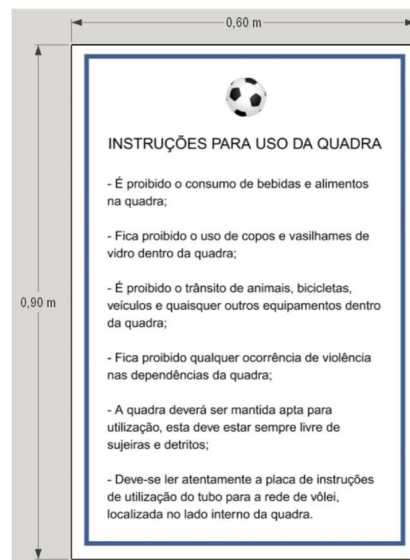 0,60 m
INSTRUÇÕES PARA USO DA QUADRA
- É proibido o consumo de bebidas e alimentos
na quadra;
- Fica proibido o uso de copos e vasilhames de
vidro dentro da quadra;
- É proibido o trânsito de animais, bicicletas,
veículos e quaisquer outros equipamentos dentro
da quadra;
0,90 m
- Fica proibido qualquer ocorrência de violência
nas dependências da quadra;
- A quadra deverá ser mantida apta para
utilização, esta deve estar sempre livre de
sujeiras e detritos;
- Deve-se ler atentamente a placa de instruções
de utilização do tubo para a rede de vôlei,
localizada no lado interno da quadra.